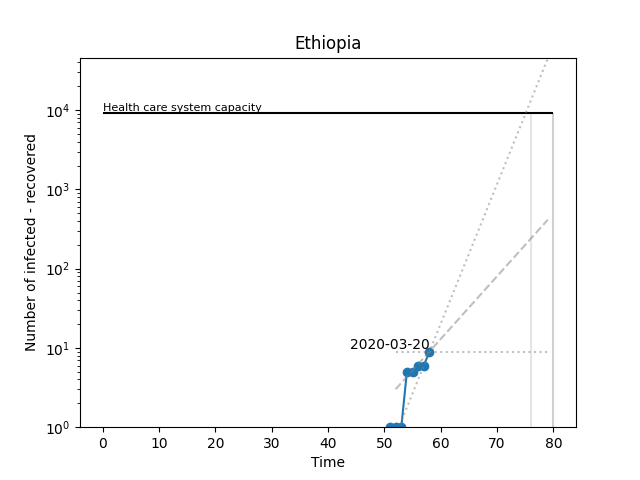 Ethiopia
Number of infected - recovered
10^4
10^3
10^2
10^1
10^0
Health care system capacity
2020-03-20
0 10 20 30 40 50 60 70 80
Time